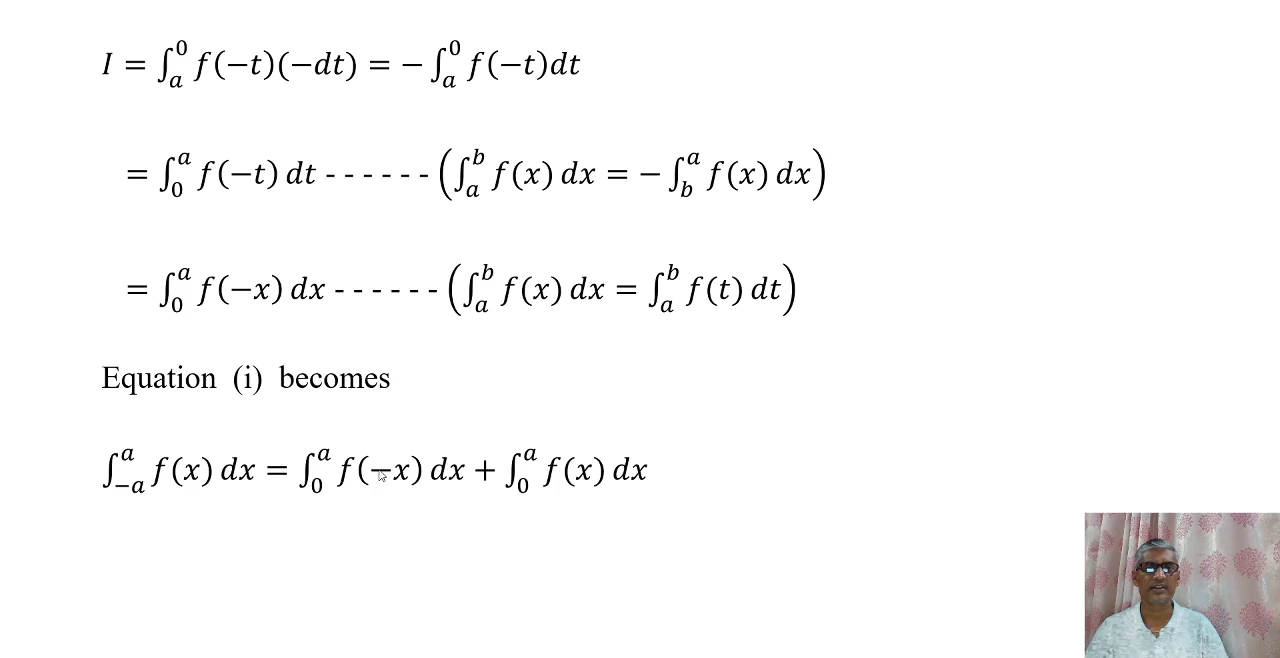 I = ∫ₐ⁰ f(−t)(−dt) = − ∫ₐ⁰ f(−t)dt
= ∫₀ᵃ f(−t) dt - - - - - - (∫ₐᵇ f(x) dx = − ∫_b^a f(x) dx)
= ∫₀ᵃ f(−x) dx - - - - - - (∫ₐᵇ f(x) dx = ∫ₐᵇ f(t) dt)
Equation (i) becomes
∫₋ₐᵃ f(x) dx = ∫₀ᵃ f(−x) dx + ∫₀ᵃ f(x) dx